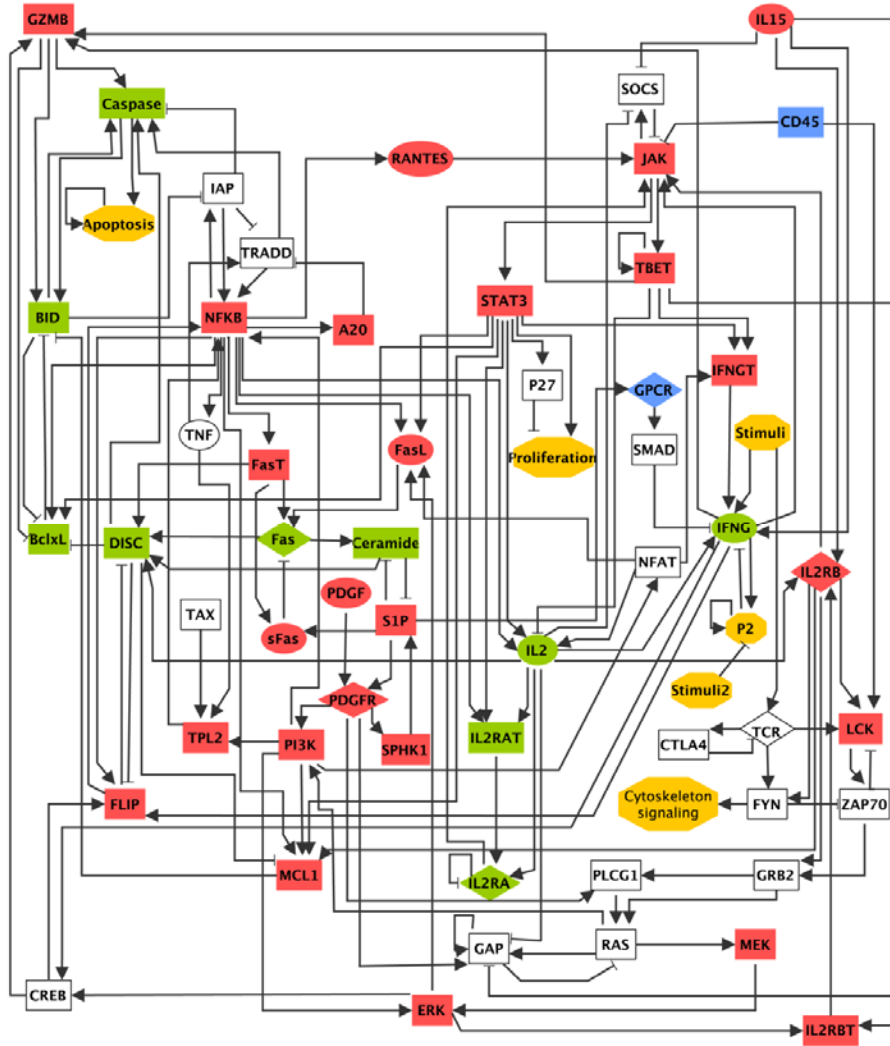 GZMB
IL15
SOCS
Caspase
CD45
RANTES
JAK
IAP
Apoptosis
TRADD
TBET
STAT3
BID
NFKB
A20
IFNGT
P27
GPCR
TNF
Stimuli
FasL
SMAD
Proliferation
FasT
IFNG
BclxL
DISC
Fas
Ceramide
NFAT
IL2RB
PDGF
TAX
S1P
sFas
P2
IL2
Stimuli2
PDGFR
TCR
LCK
TPL2
PI3K
SPHK1
IL2RAT
CTLA4
FLIP
Cytoskeleton
signaling
FYN
ZAP70
MCL1
IL2RA
PLCG1
GRB2
GAP
RAS
MEK
CREB
ERK
IL2RBT